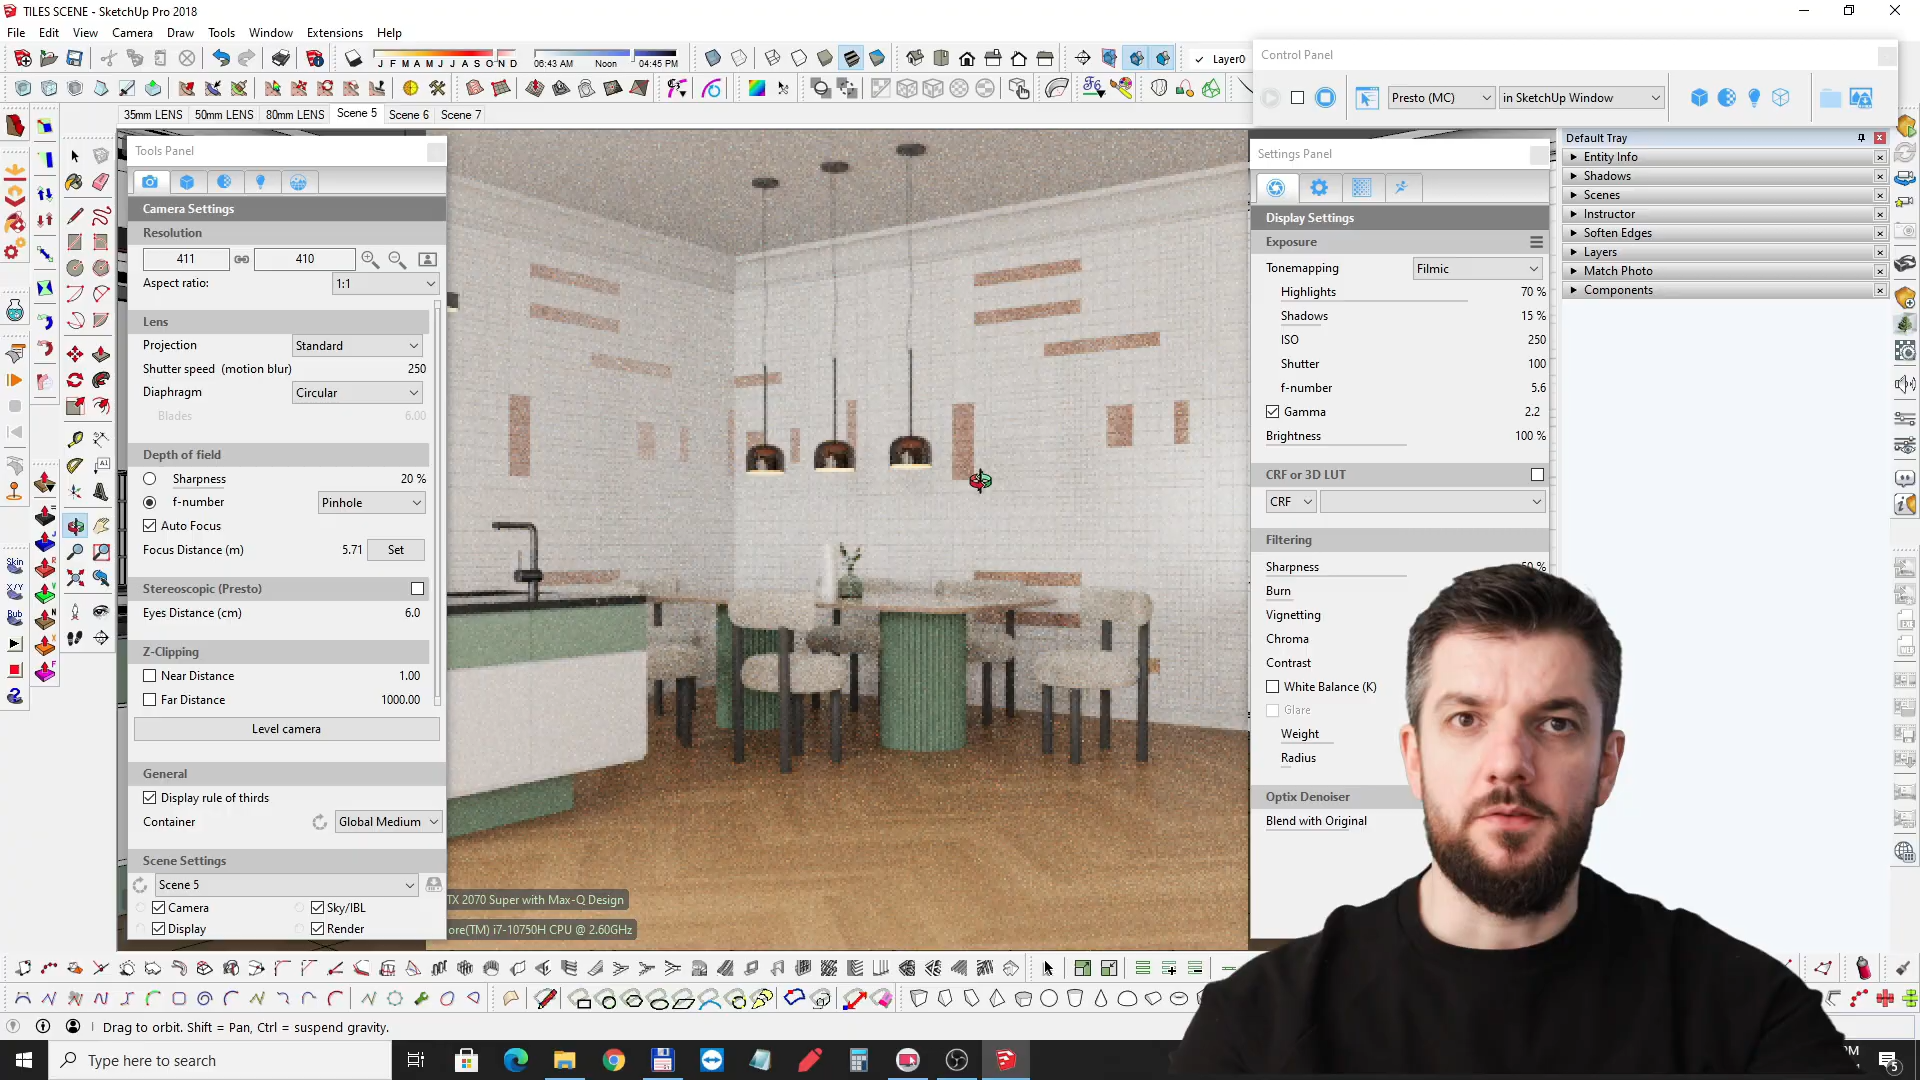 TILES SCENE - SketchUp Pro 2018
File Edit View Camera Draw Tools Window Extensions Help
J F M A M J J A S O N D
06:43 AM Noon 04:45 PM
Layer0
Control Panel
Presto (MC) in SketchUp Window
35mm LENS 50mm LENS 80mm LENS Scene 5 Scene 6 Scene 7
Tools Panel
Camera Settings
Resolution
411 410
Aspect ratio: 1:1
Lens
Projection Standard
Shutter speed (motion blur) 250
Diaphragm Circular
Blades 6.00
Depth of field
Sharpness 20 %
f-number Pinhole
Auto Focus
Focus Distance (m) 5.71 Set
Stereoscopic (Presto)
Eyes Distance (cm) 6.0
Z-Clipping
Near Distance 1.00
Far Distance 1000.00
Level camera
General
Display rule of thirds
Container Global Medium
Scene Settings
Scene 5
Camera Sky/IBL
Display Render
Skin
X/Y
Bub
TX 2070 Super with Max-Q Design
ore(TM) i7-10750H CPU @ 2.60GHz
Settings Panel
Display Settings
Exposure
Tonemapping Filmic
Highlights 70 %
Shadows 15 %
ISO 250
Shutter 100
f-number 5.6
Gamma 2.2
Brightness 100 %
CRF or 3D LUT
CRF
Filtering
Sharpness 50 %
Burn
Vignetting
Chroma
Contrast
White Balance (K)
Glare
Weight
Radius
Optix Denoiser
Blend with Original
Default Tray
Entity Info
Shadows
Scenes
Instructor
Soften Edges
Layers
Match Photo
Components
Drag to orbit. Shift = Pan, Ctrl = suspend gravity.
Type here to search
PM
5